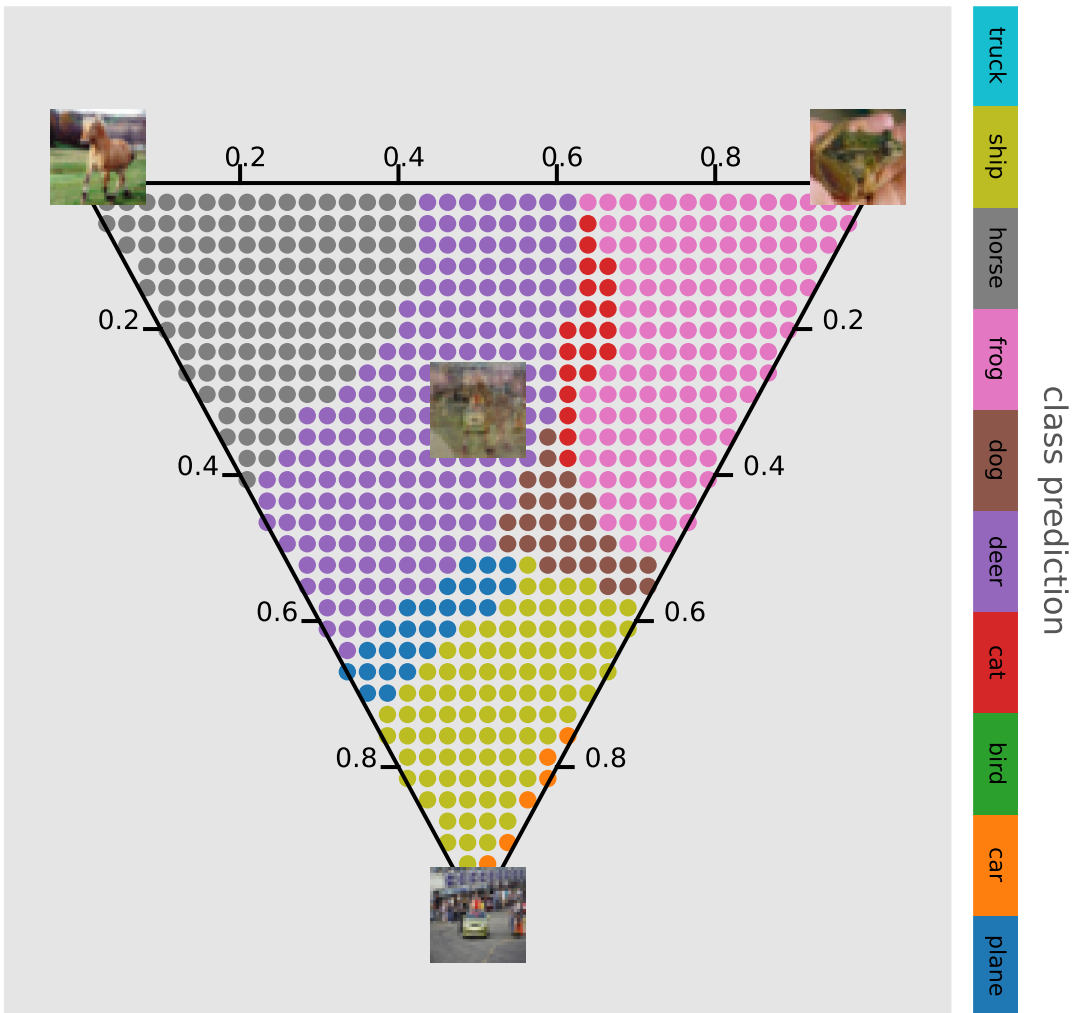 0.2 0.4 0.6 0.8
0.2 0.2
0.4 0.4
0.6 0.6
0.8 0.8
truck
ship
horse
frog
dog
deer
cat
bird
car
plane
class prediction